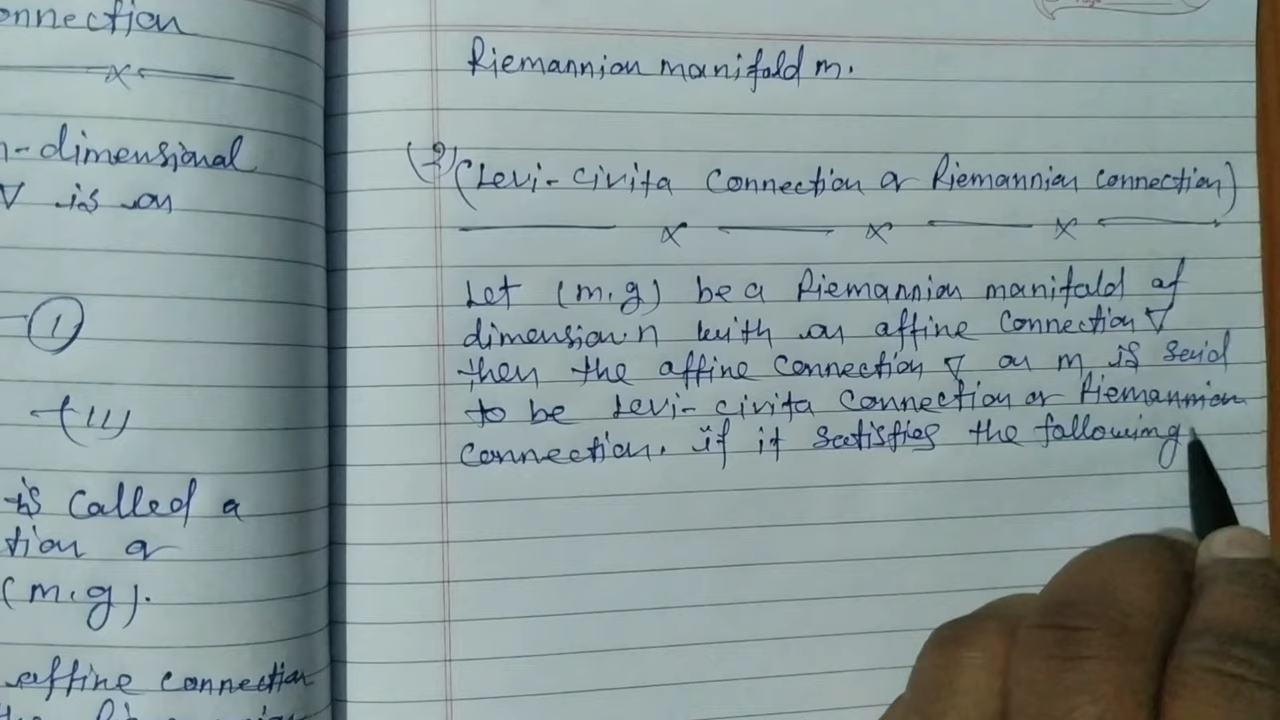 onnection
n-dimensional
∇ is an
①
(ii)
is called a
tion or
(m, g).
affine connection
Riemannian manifold m.
(Levi-civita connection or Riemannian connection)
Let (m, g) be a Riemannian manifold of
dimension n with an affine connection ∇
then the affine connection ∇ on m is said
to be Levi-civita connection or Riemannian
connection. if it satisfies the following